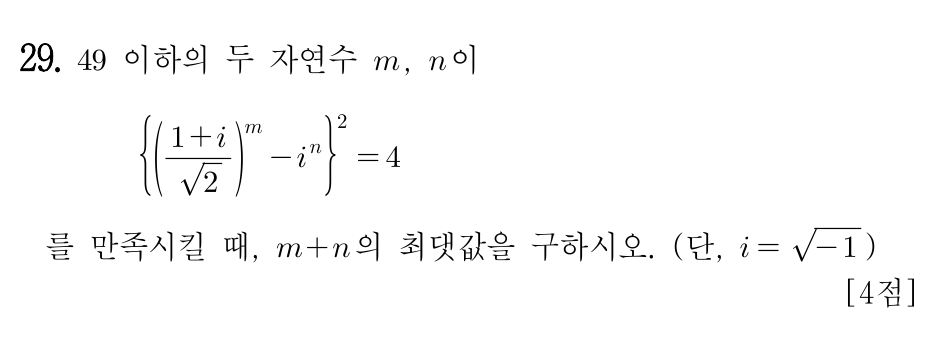 29. 49 이하의 두 자연수 m, n이
{((1+i)/√2)^m − i^n}^2 = 4
를 만족시킬 때, m+n의 최댓값을 구하시오. (단, i = √−1)
[4점]